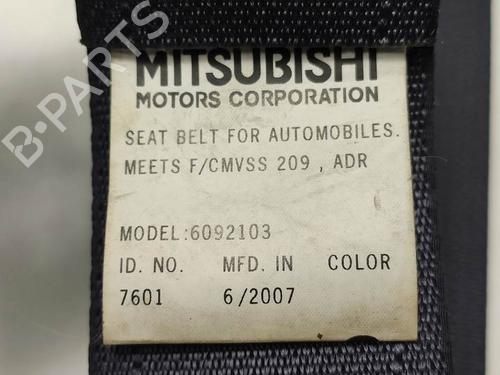 B-PARTS
MITSUBISHI
MOTORS CORPORATION
SEAT BELT FOR AUTOMOBILES.
MEETS F/CMVSS 209 , ADR
MODEL:6092103
ID. NO. MFD. IN COLOR
7601 6/2007